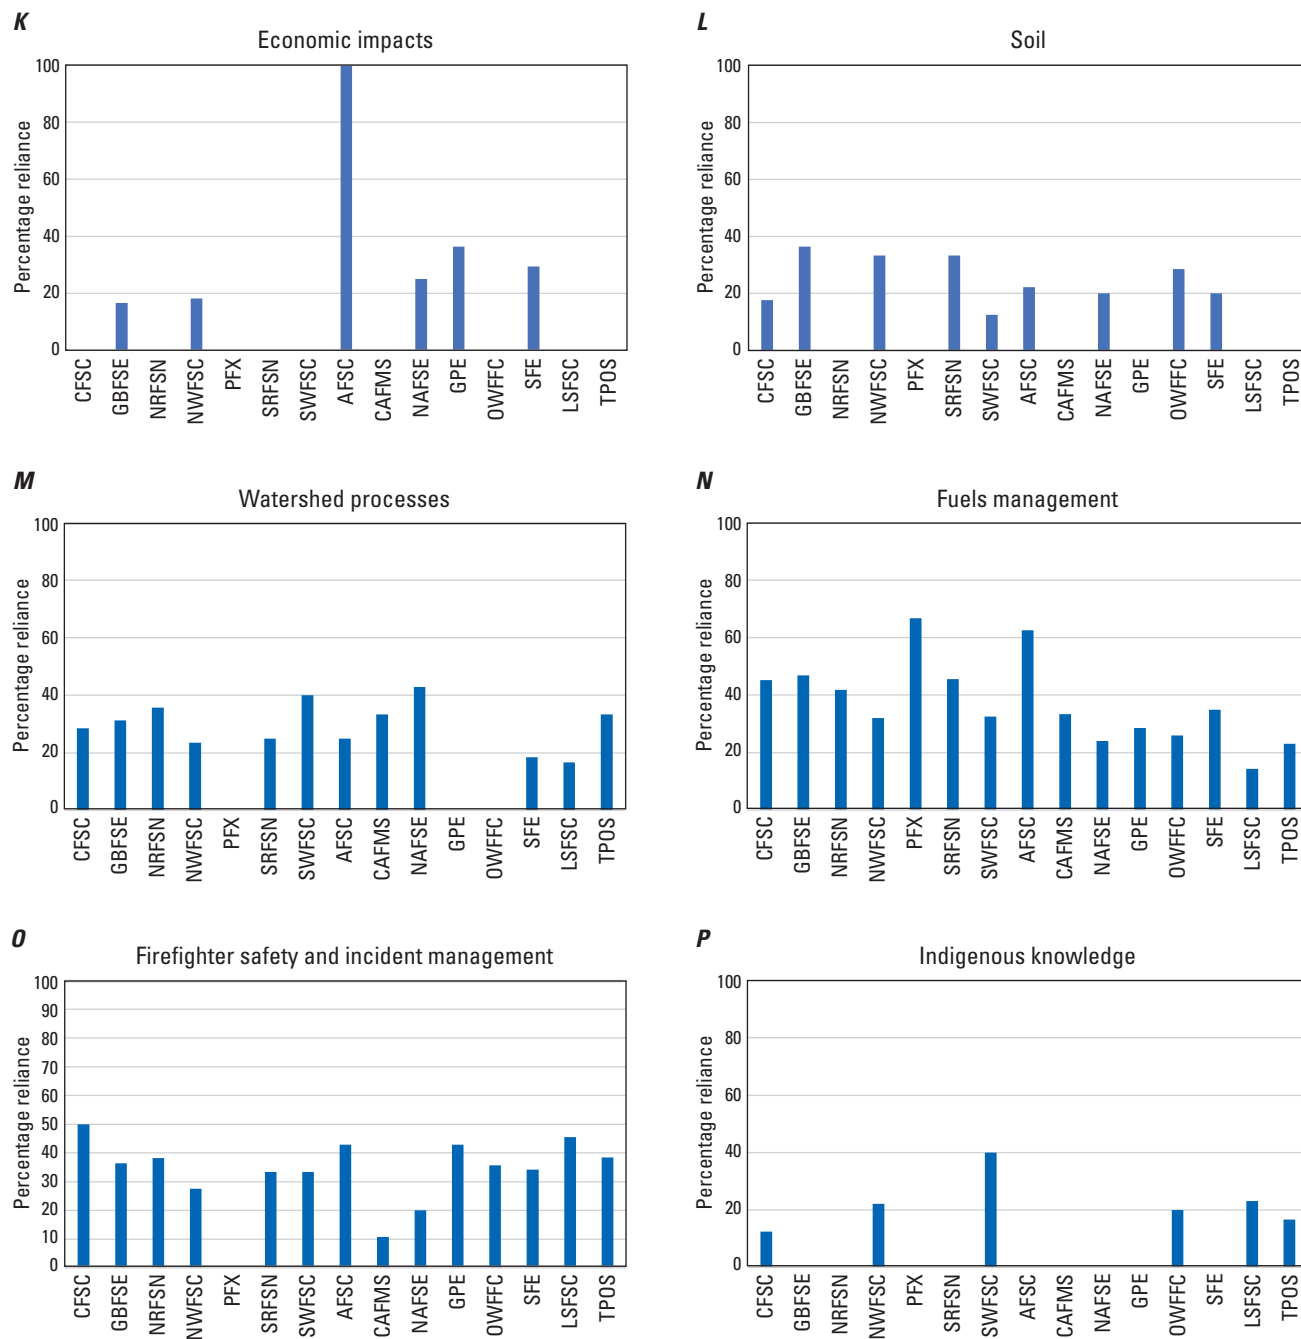 K
Economic impacts
Percentage reliance
100
80
60
40
20
0
CFSC
GBFSE
NRFSN
NWFSC
PFX
SRFSN
SWFSC
AFSC
CAFMS
NAFSE
GPE
OWFFC
SFE
LSFSC
TPOS
L
Soil
Percentage reliance
100
80
60
40
20
0
CFSC
GBFSE
NRFSN
NWFSC
PFX
SRFSN
SWFSC
AFSC
CAFMS
NAFSE
GPE
OWFFC
SFE
LSFSC
TPOS
M
Watershed processes
Percentage reliance
100
80
60
40
20
0
CFSC
GBFSE
NRFSN
NWFSC
PFX
SRFSN
SWFSC
AFSC
CAFMS
NAFSE
GPE
OWFFC
SFE
LSFSC
TPOS
N
Fuels management
Percentage reliance
100
80
60
40
20
0
CFSC
GBFSE
NRFSN
NWFSC
PFX
SRFSN
SWFSC
AFSC
CAFMS
NAFSE
GPE
OWFFC
SFE
LSFSC
TPOS
O
Firefighter safety and incident management
Percentage reliance
100
90
80
70
60
50
40
30
20
10
0
CFSC
GBFSE
NRFSN
NWFSC
PFX
SRFSN
SWFSC
AFSC
CAFMS
NAFSE
GPE
OWFFC
SFE
LSFSC
TPOS
P
Indigenous knowledge
Percentage reliance
100
80
60
40
20
0
CFSC
GBFSE
NRFSN
NWFSC
PFX
SRFSN
SWFSC
AFSC
CAFMS
NAFSE
GPE
OWFFC
SFE
LSFSC
TPOS